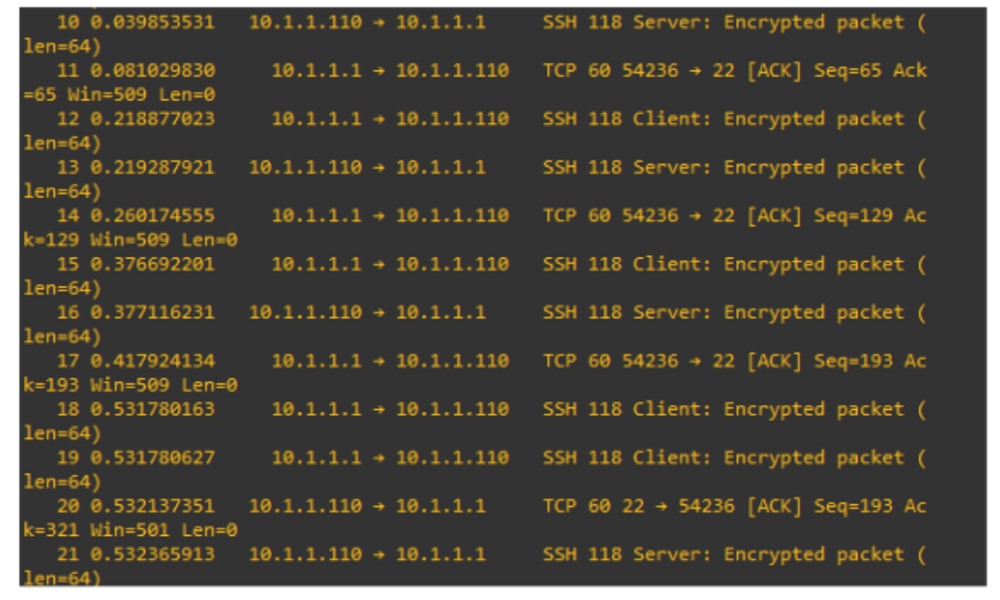 10 0.039853531 10.1.1.110 → 10.1.1.1 SSH 118 Server: Encrypted packet (
len=64)
11 0.081029830 10.1.1.1 → 10.1.1.110 TCP 60 54236 → 22 [ACK] Seq=65 Ack
=65 Win=509 Len=0
12 0.218877023 10.1.1.1 → 10.1.1.110 SSH 118 Client: Encrypted packet (
len=64)
13 0.219287921 10.1.1.110 → 10.1.1.1 SSH 118 Server: Encrypted packet (
len=64)
14 0.260174555 10.1.1.1 → 10.1.1.110 TCP 60 54236 → 22 [ACK] Seq=129 Ac
k=129 Win=509 Len=0
15 0.376692201 10.1.1.1 → 10.1.1.110 SSH 118 Client: Encrypted packet (
len=64)
16 0.377116231 10.1.1.110 → 10.1.1.1 SSH 118 Server: Encrypted packet (
len=64)
17 0.417924134 10.1.1.1 → 10.1.1.110 TCP 60 54236 → 22 [ACK] Seq=193 Ac
k=193 Win=509 Len=0
18 0.531780163 10.1.1.1 → 10.1.1.110 SSH 118 Client: Encrypted packet (
len=64)
19 0.531780627 10.1.1.1 → 10.1.1.110 SSH 118 Client: Encrypted packet (
len=64)
20 0.532137351 10.1.1.110 → 10.1.1.1 TCP 60 22 → 54236 [ACK] Seq=193 Ac
k=321 Win=501 Len=0
21 0.532365913 10.1.1.110 → 10.1.1.1 SSH 118 Server: Encrypted packet (
len=64)